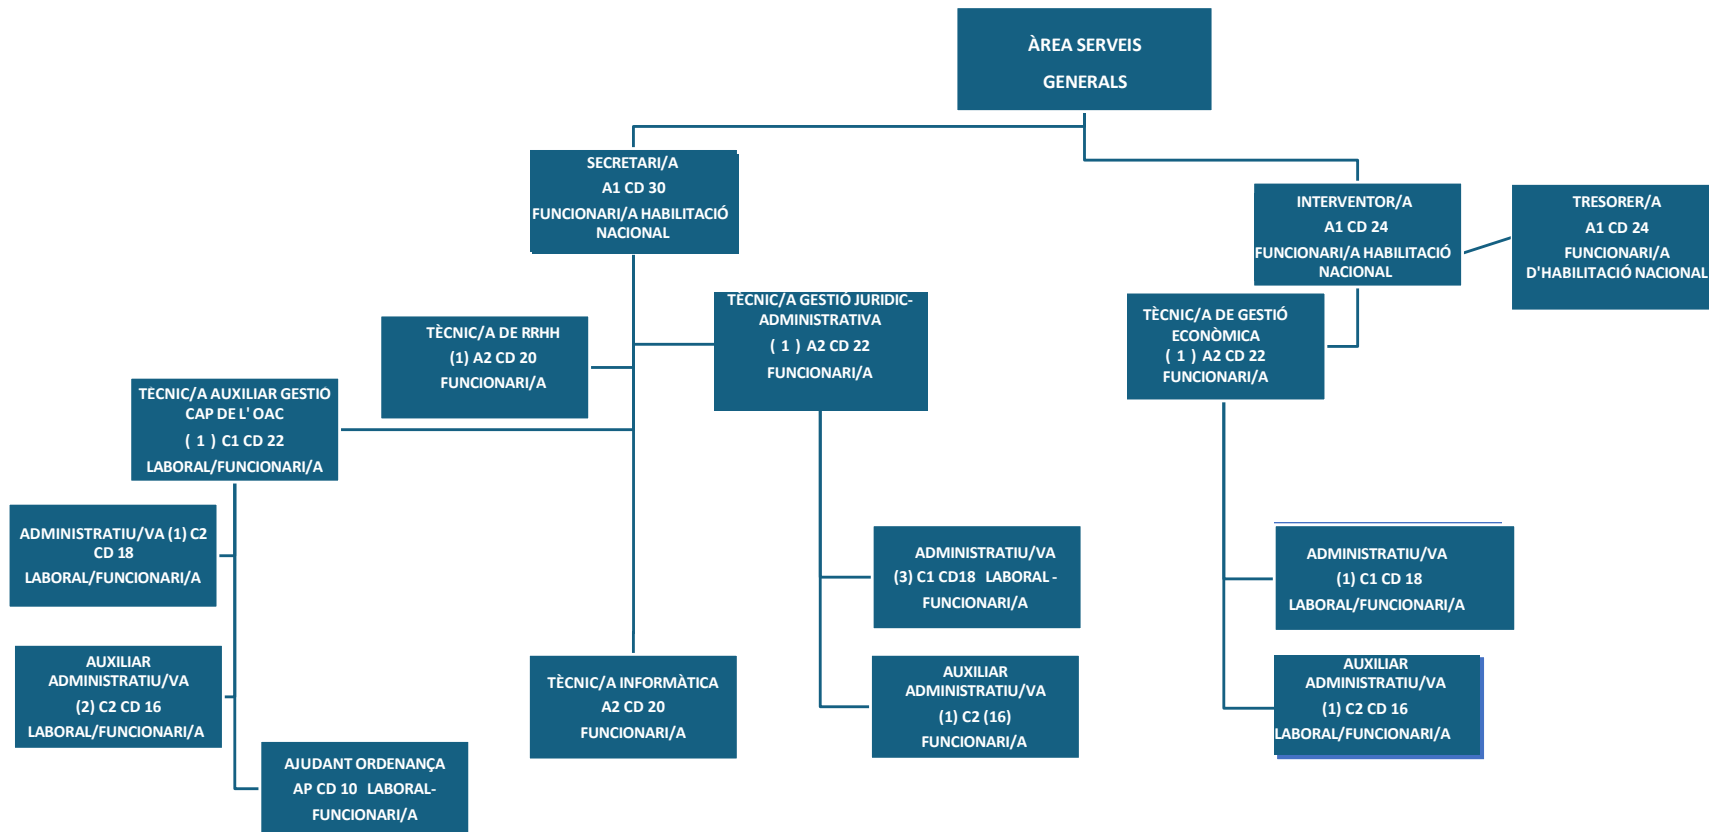 ÀREA SERVEIS
GENERALS
SECRETARI/A
A1 CD 30
FUNCIONARI/A HABILITACIÓ
NACIONAL
INTERVENTOR/A
A1 CD 24
FUNCIONARI/A HABILITACIÓ
NACIONAL
TRESORER/A
A1 CD 24
FUNCIONARI/A
D'HABILITACIÓ NACIONAL
TÈCNIC/A DE RRHH
(1) A2 CD 20
FUNCIONARI/A
TÈCNIC/A GESTIÓ JURIDIC-
ADMINISTRATIVA
( 1 ) A2 CD 22
FUNCIONARI/A
TÈCNIC/A DE GESTIÓ
ECONÒMICA
( 1 ) A2 CD 22
FUNCIONARI/A
TÈCNIC/A AUXILIAR GESTIÓ
CAP DE L' OAC
( 1 ) C1 CD 22
LABORAL/FUNCIONARI/A
ADMINISTRATIU/VA (1) C2
CD 18
LABORAL/FUNCIONARI/A
ADMINISTRATIU/VA
(3) C1 CD18 LABORAL -
FUNCIONARI/A
ADMINISTRATIU/VA
(1) C1 CD 18
LABORAL/FUNCIONARI/A
AUXILIAR
ADMINISTRATIU/VA
(2) C2 CD 16
LABORAL/FUNCIONARI/A
TÈCNIC/A INFORMÀTICA
A2 CD 20
FUNCIONARI/A
AUXILIAR
ADMINISTRATIU/VA
(1) C2 (16)
FUNCIONARI/A
AUXILIAR
ADMINISTRATIU/VA
(1) C2 CD 16
LABORAL/FUNCIONARI/A
AJUDANT ORDENANÇA
AP CD 10 LABORAL-
FUNCIONARI/A